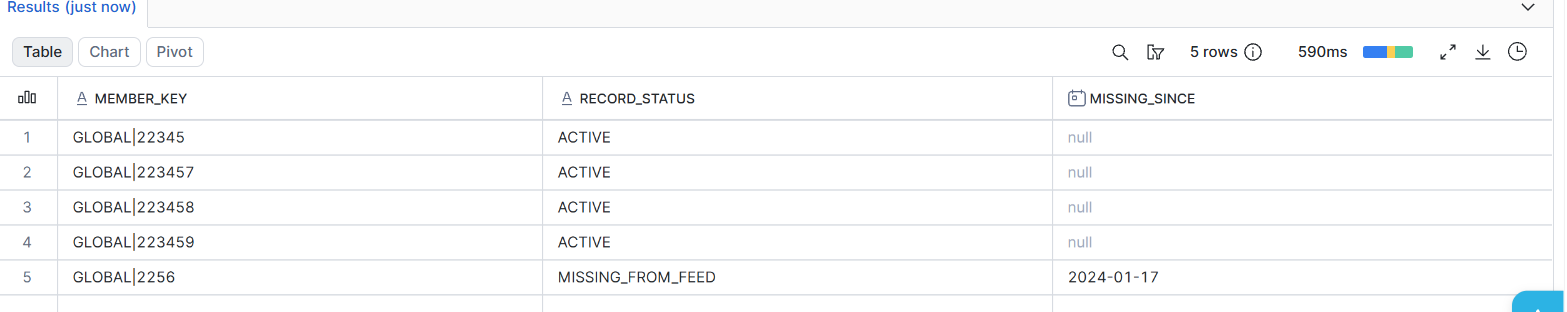 Results (just now)
Table Chart Pivot 5 rows 590ms
MEMBER_KEY RECORD_STATUS MISSING_SINCE
1 GLOBAL|22345 ACTIVE null
2 GLOBAL|223457 ACTIVE null
3 GLOBAL|223458 ACTIVE null
4 GLOBAL|223459 ACTIVE null
5 GLOBAL|2256 MISSING_FROM_FEED 2024-01-17